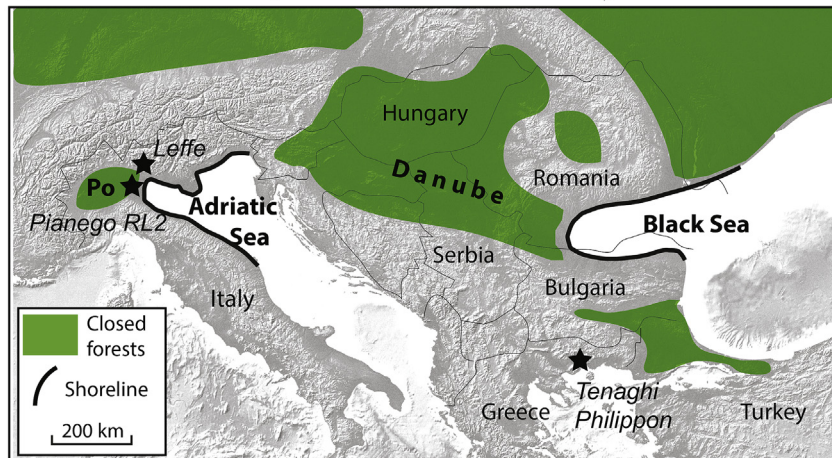 Hungary
Leffe
Danube
Romania
Po
Pianego RL2
Adriatic
Sea
Black Sea
Serbia
Italy
Bulgaria
Closed
forests
Shoreline
200 km
Tenaghi
Philippon
Greece
Turkey